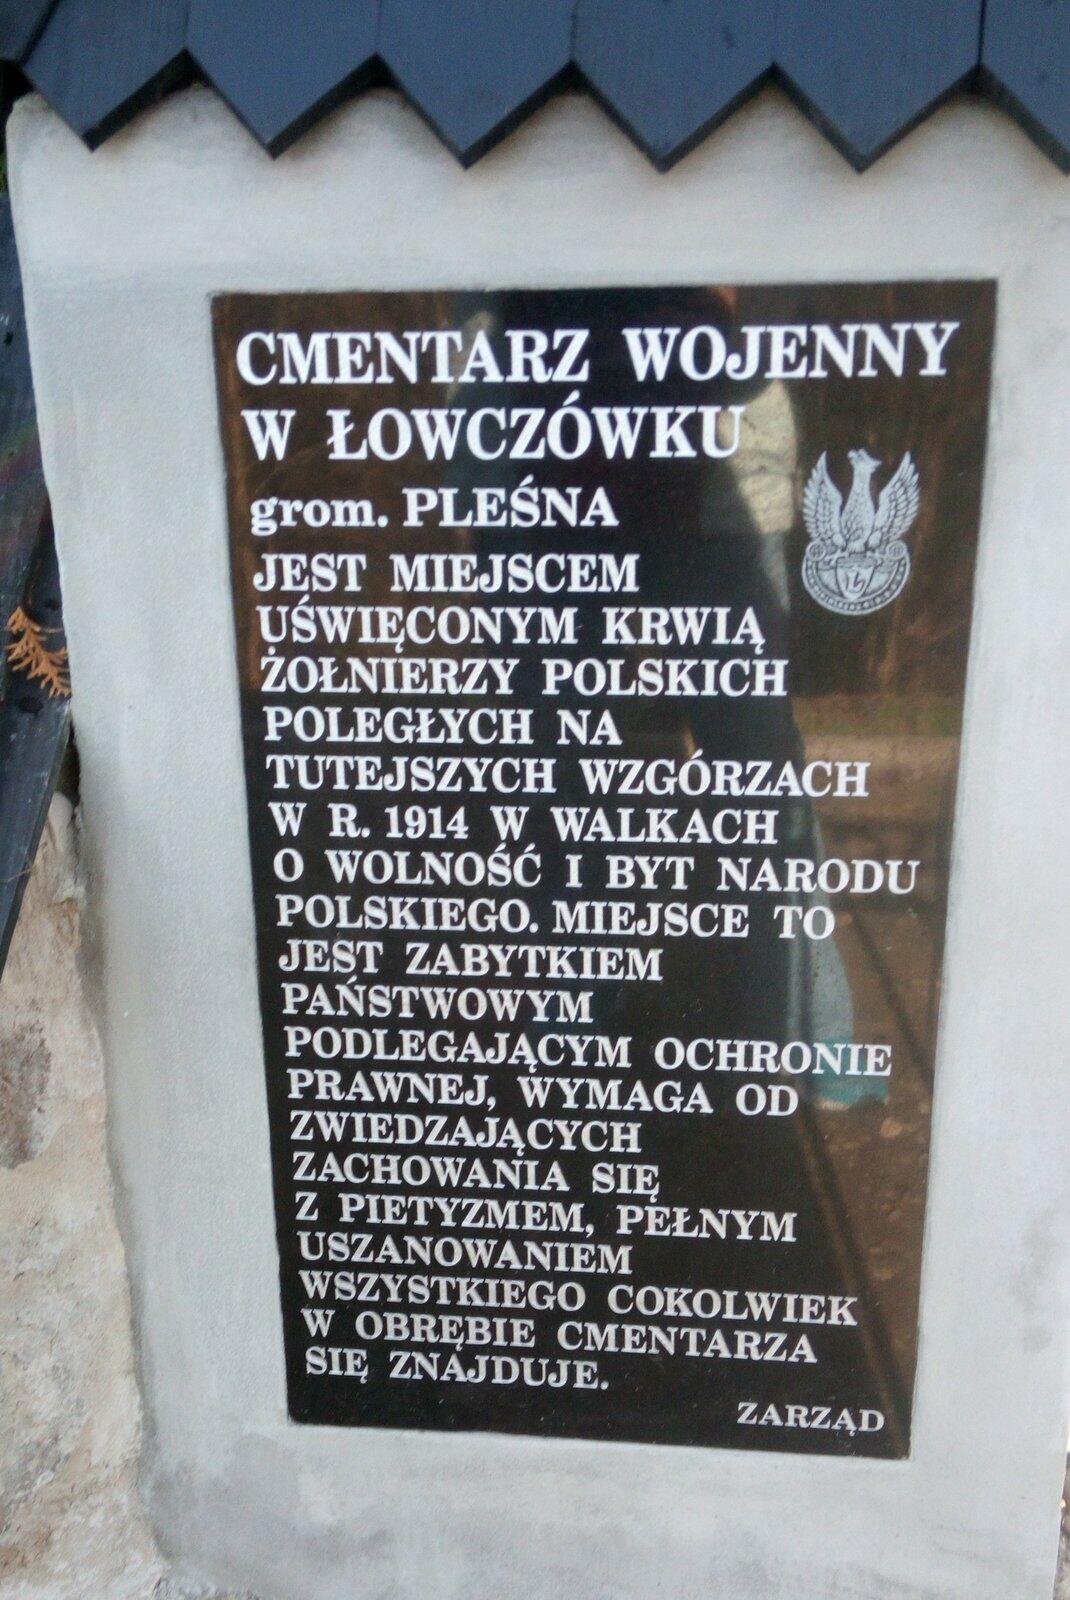 CMENTARZ WOJENNY
W ŁOWCZÓWKU
grom. PLEŚNA
JEST MIEJSCEM
UŚWIĘCONYM KRWIĄ
ŻOŁNIERZY POLSKICH
POLEGŁYCH NA
TUTEJSZYCH WZGÓRZACH
W R. 1914 W WALKACH
O WOLNOŚĆ I BYT NARODU
POLSKIEGO. MIEJSCE TO
JEST ZABYTKIEM
PAŃSTWOWYM
PODLEGAJĄCYM OCHRONIE
PRAWNEJ, WYMAGA OD
ZWIEDZAJĄCYCH
ZACHOWANIA SIĘ
Z PIETYZMEM, PEŁNYM
USZANOWANIEM
WSZYSTKIEGO COKOLWIEK
W OBRĘBIE CMENTARZA
SIĘ ZNAJDUJE.
ZARZĄD